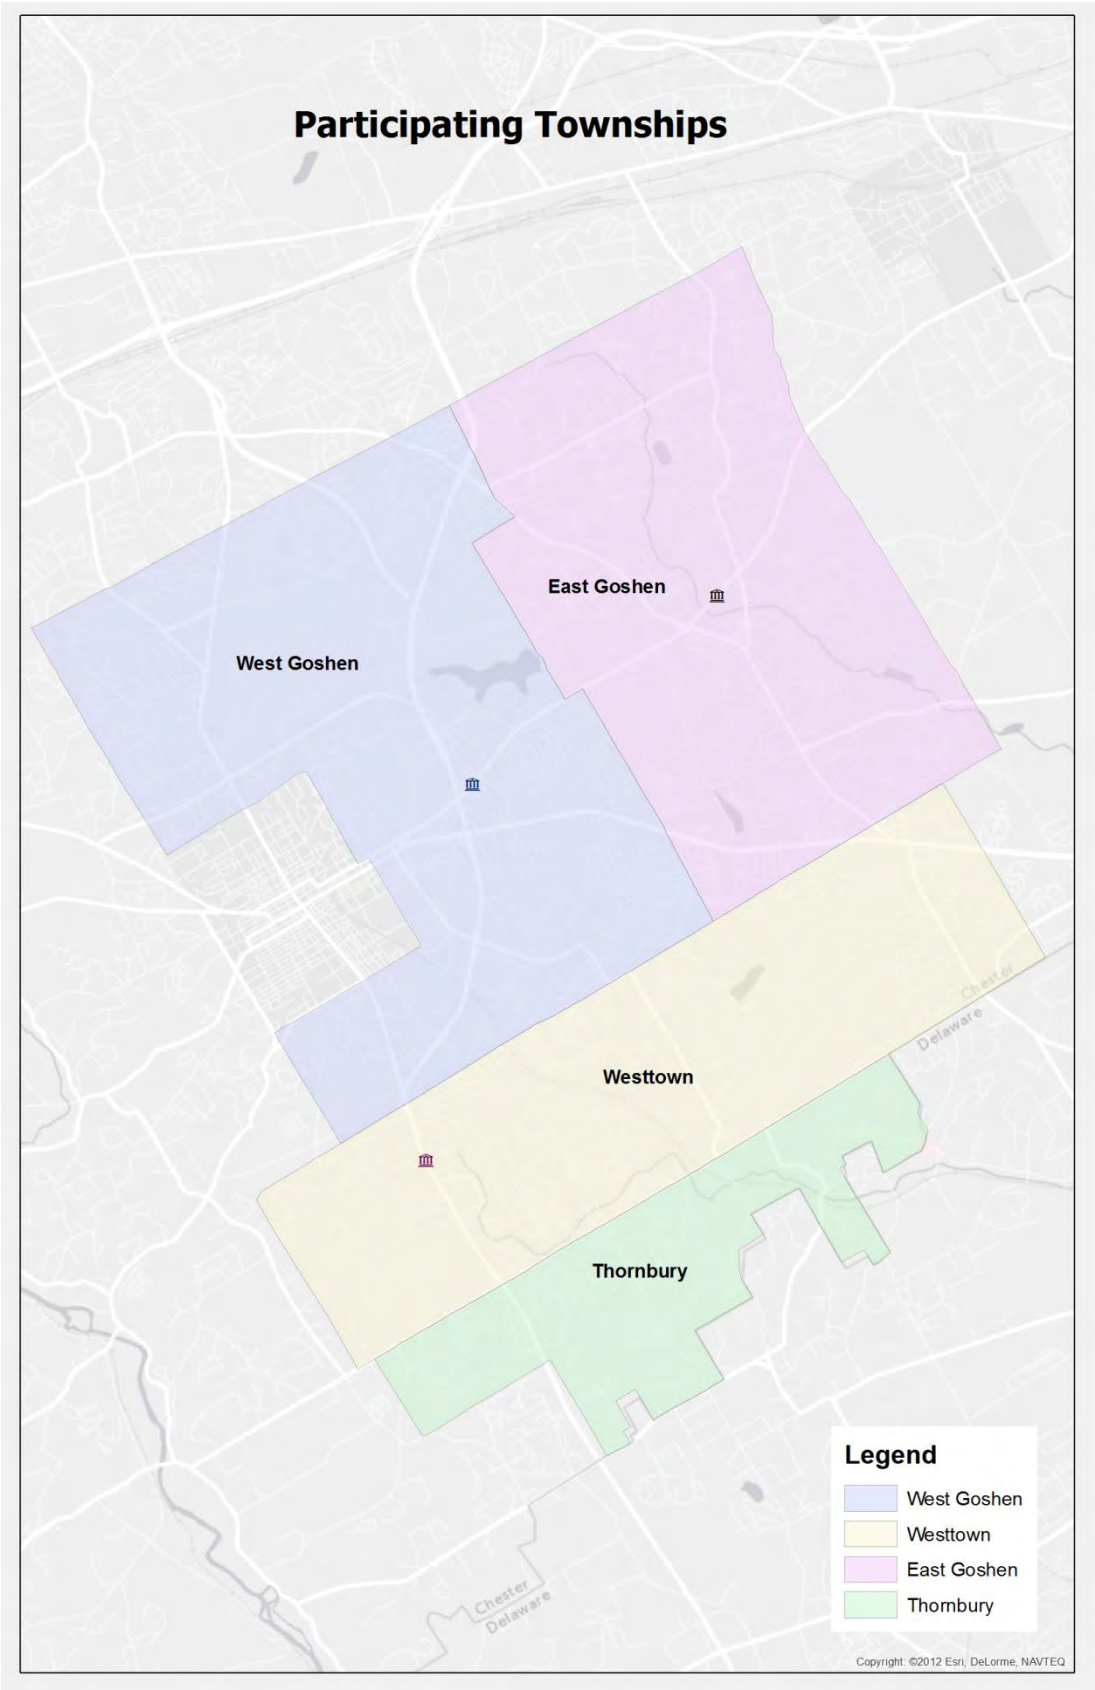 Participating Townships
East Goshen
West Goshen
Chester
Delaware
Westtown
Thornbury
Legend
West Goshen
Westtown
East Goshen
Thornbury
Chester
Delaware
Copyright: ©2012 Esri, DeLorme, NAVTEQ